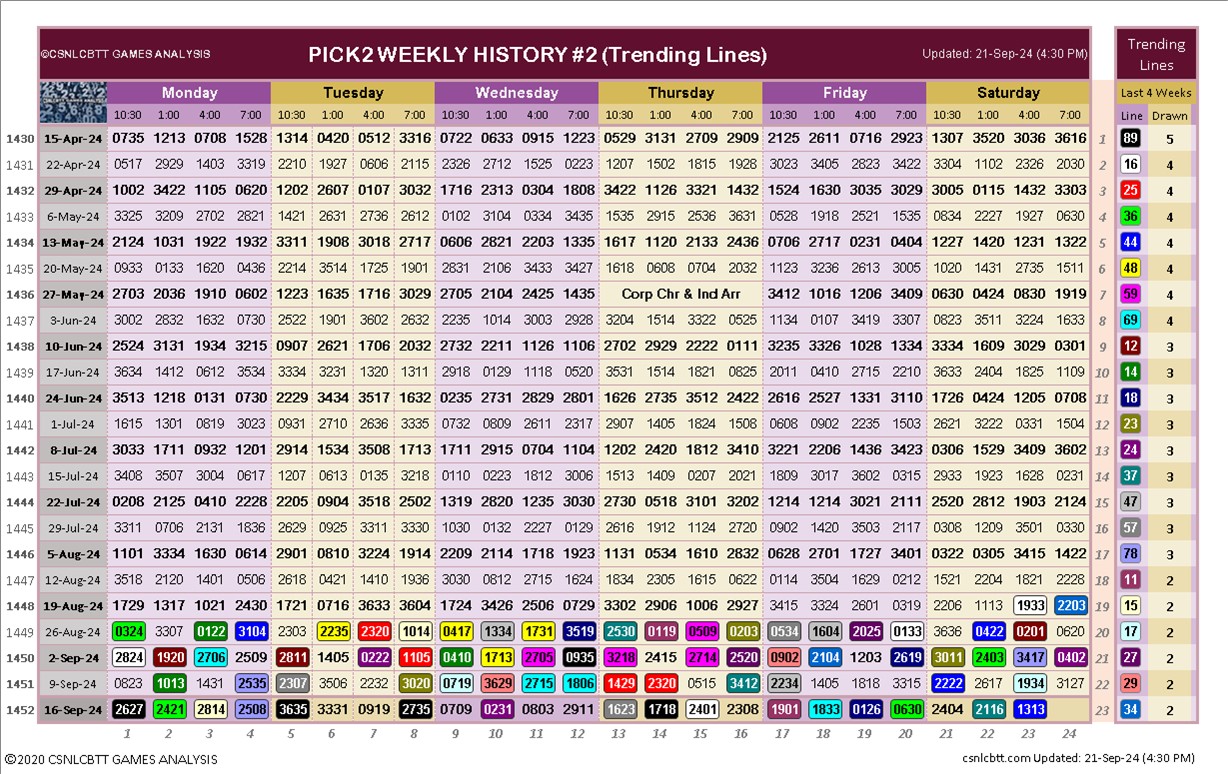 ©CSNLCBTT GAMES ANALYSIS PICK2 WEEKLY HISTORY #2 (Trending Lines) Updated: 21-Sep-24 (4:30 PM) Trending Lines
Monday Tuesday Wednesday Thursday Friday Saturday Last 4 Weeks
10:30 1:00 4:00 7:00 10:30 1:00 4:00 7:00 10:30 1:00 4:00 7:00 10:30 1:00 4:00 7:00 10:30 1:00 4:00 7:00 10:30 1:00 4:00 7:00 Line Drawn
1430 15-Apr-24 0735 1213 0708 1528 1314 0420 0512 3316 0722 0633 0915 1223 0529 3131 2709 2909 2125 2611 0716 2923 1307 3520 3036 3616 1 89 5
1431 22-Apr-24 0517 2929 1403 3319 2210 1927 0606 2115 2326 2712 1525 0223 1207 1502 1815 1928 3023 3405 2823 3422 3304 1102 2326 2030 2 16 4
1432 29-Apr-24 1002 3422 1105 0620 1202 2607 0107 3032 1716 2313 0304 1808 3422 1126 3321 1432 1524 1630 3035 3029 3005 0115 1432 3303 3 25 4
1433 6-May-24 3325 3209 2702 2821 1421 2631 2736 2612 0102 3104 0334 3435 1535 2915 2536 3631 0528 1918 2521 1535 0834 2227 1927 0630 4 36 4
1434 13-May-24 2124 1031 1922 1932 3311 1908 3018 2717 0606 2821 2203 1335 1617 1120 2133 2436 0706 2717 0231 0404 1227 1420 1231 1322 5 44 4
1435 20-May-24 0933 0133 1620 0436 2214 3514 1725 1901 2831 2106 3433 3427 1618 0608 0704 2032 1123 3236 2613 3005 1020 1431 2735 1511 6 48 4
1436 27-May-24 2703 2036 1910 0602 1223 1635 1716 3029 2705 2104 2425 1435 Corp Chr & Ind Arr 3412 1016 1206 3409 0630 0424 0830 1919 7 59 4
1437 3-Jun-24 3002 2832 1632 0730 2522 1901 3602 2632 2235 1014 3003 2928 3204 1514 3322 0525 1134 0107 3419 3307 0823 3511 3224 1633 8 69 4
1438 10-Jun-24 2524 3131 1934 3215 0907 2621 1706 2032 2732 2211 1126 1106 2702 2929 2222 0111 3235 3326 1028 1334 3334 1609 3029 0301 9 12 3
1439 17-Jun-24 3634 1412 0612 3534 3334 3231 1320 1311 2918 0129 1118 0520 3531 1514 1821 0825 2011 0410 2715 2210 3633 2404 1825 1109 10 14 3
1440 24-Jun-24 3513 1218 0131 0730 2229 3434 3517 1632 0235 2731 2829 2801 1626 2735 3512 2422 2616 2527 1331 3110 1726 0424 1205 0708 11 18 3
1441 1-Jul-24 1615 1301 0819 3023 0931 2710 2636 3333 0732 0809 2611 2317 2907 1405 1824 1508 0608 0902 2235 1503 2621 3222 0331 1504 12 23 3
1442 8-Jul-24 3033 1711 0932 1201 2914 1534 3508 1713 1711 2915 0704 1104 1202 2420 1812 3410 3221 2206 1436 3423 0306 1529 3409 3602 13 24 3
1443 15-Jul-24 3408 3507 3004 0617 1207 0613 0135 3213 0110 0223 1812 3006 1513 1409 0207 2021 1809 3017 3602 0315 2933 1923 1628 0231 14 37 3
1444 22-Jul-24 0208 2125 0410 2228 2205 0904 3518 2502 1319 2810 1235 3030 2730 0518 3101 3202 1214 1214 3021 2111 2520 2812 1903 2124 15 47 3
1445 29-Jul-24 3311 0706 2131 1836 2629 0925 3311 3330 1030 0132 2227 0129 2616 1912 1124 2720 0902 1420 3503 2117 0308 1209 3501 0330 16 57 3
1446 5-Aug-24 1101 3334 1630 0614 2901 0810 3224 1914 2209 2114 1718 1923 1131 0534 1610 2832 0628 2701 1727 3401 0322 0305 3415 1422 17 78 3
1447 12-Aug-24 3518 2120 1401 0506 2618 0421 1410 1936 3030 0812 2715 1624 1834 2305 1615 0622 0114 3504 1629 0212 1521 2204 1821 2228 18 11 2
1448 19-Aug-24 1729 1317 1021 2430 1721 0716 3633 3604 1724 3426 2506 0729 3302 2906 1006 2927 3415 3324 2601 0319 2206 1113 1933 2203 19 15 2
1449 26-Aug-24 0324 3307 0122 3104 2303 2235 2320 1014 0417 1334 1731 3519 2530 0119 0509 0203 0534 1604 2025 0133 3636 0422 0201 0620 20 17 2
1450 2-Sep-24 2824 1920 2706 2509 2811 1405 0222 1105 0410 1713 2705 0935 3218 2415 2714 2520 0902 2104 1203 2619 3011 2403 3417 0402 21 27 2
1451 9-Sep-24 0823 1013 1431 2535 2307 3506 2232 3020 0719 3629 2715 1806 1429 2320 0515 3412 2234 1405 1818 3315 2222 2617 1934 3127 22 29 2
1452 16-Sep-24 2627 2421 2814 2508 3635 3331 0919 2735 0709 0231 0803 2911 1623 1718 2401 2308 1901 1833 0126 0630 2404 2116 1313 23 34 2
1 2 3 4 5 6 7 8 9 10 11 12 13 14 15 16 17 18 19 20 21 22 23 24
©2020 CSNLCBTT GAMES ANALYSIS csnlcbtt.com Updated: 21-Sep-24 (4:30 PM)